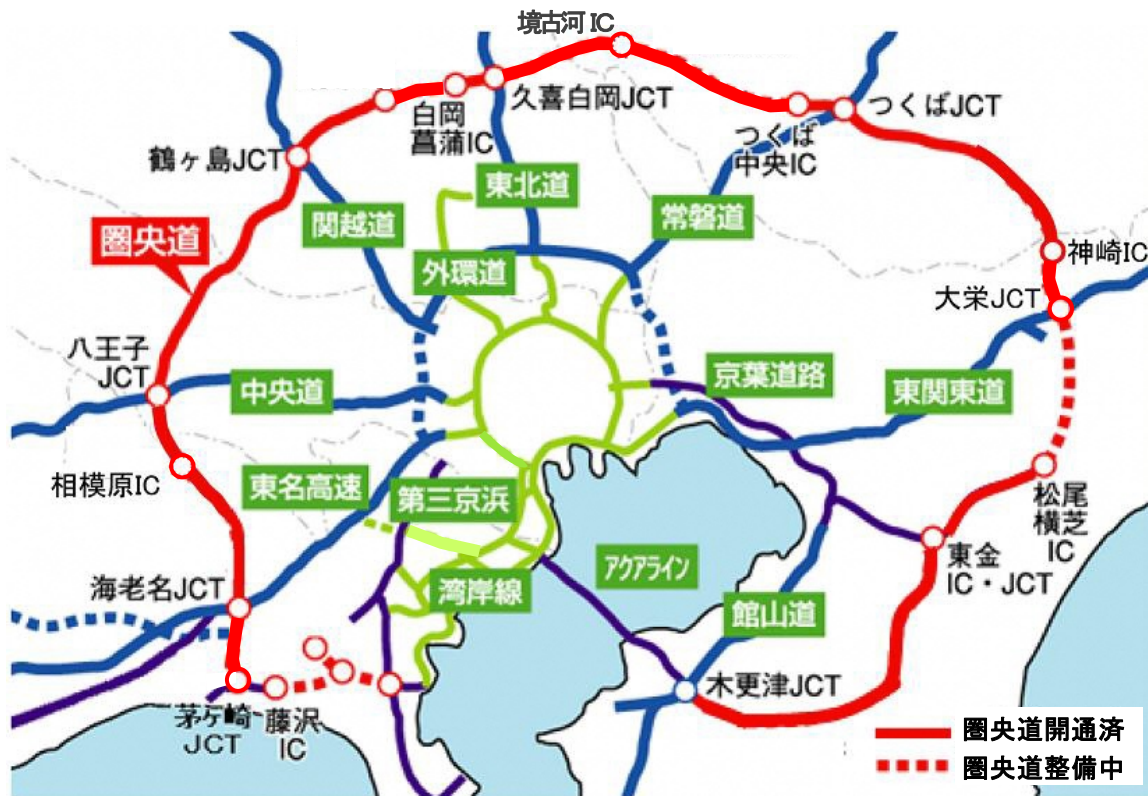 境古河 IC
白岡
菖蒲IC
久喜白岡JCT
つくば
中央IC
つくばJCT
鶴ヶ島JCT
東北道
関越道
常磐道
圏央道
外環道
神崎IC
大栄JCT
八王子
JCT
中央道
京葉道路
東関東道
相模原IC
東名高速
第三京浜
松尾
横芝
IC
東金
IC・JCT
アクアライン
海老名JCT
湾岸線
館山道
木更津JCT
茅ヶ崎
JCT
藤沢
IC
圏央道開通済
圏央道整備中